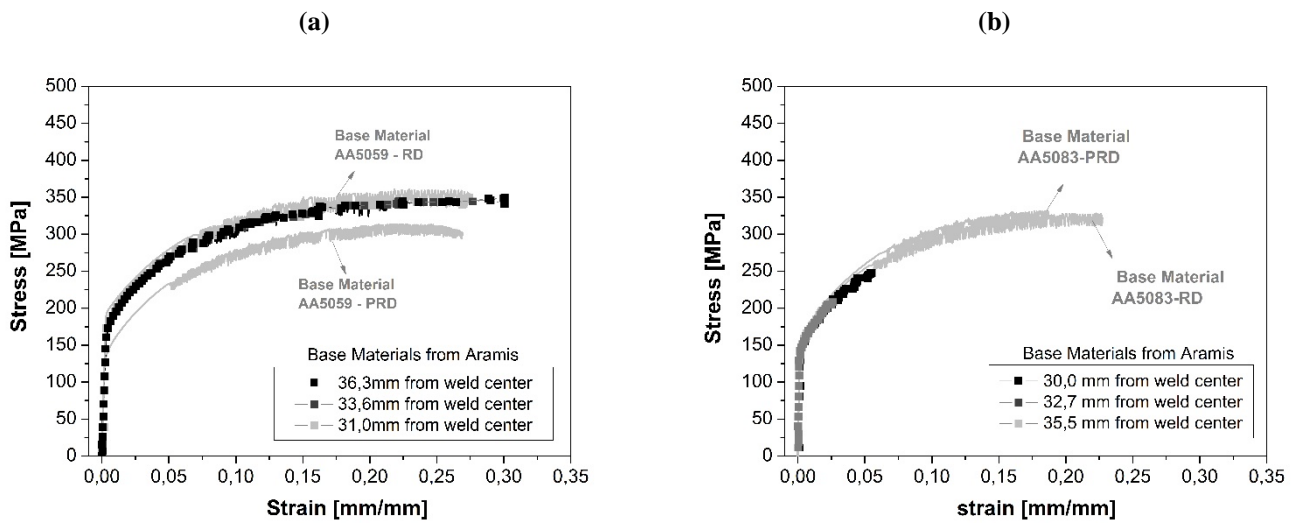 (a)
(b)
500
450
400
350
300
250
200
150
100
50
0
Stress [MPa]
0,00 0,05 0,10 0,15 0,20 0,25 0,30 0,35
Strain [mm/mm]
Base Material
AA5059 - RD
Base Material
AA5059 - PRD
Base Materials from Aramis
36,3mm from weld center
33,6mm from weld center
31,0mm from weld center
500
450
400
350
300
250
200
150
100
50
0
Stress [MPa]
0,00 0,05 0,10 0,15 0,20 0,25 0,30 0,35
strain [mm/mm]
Base Material
AA5083-PRD
Base Material
AA5083-RD
Base Materials from Aramis
30,0 mm from weld center
32,7 mm from weld center
35,5 mm from weld center